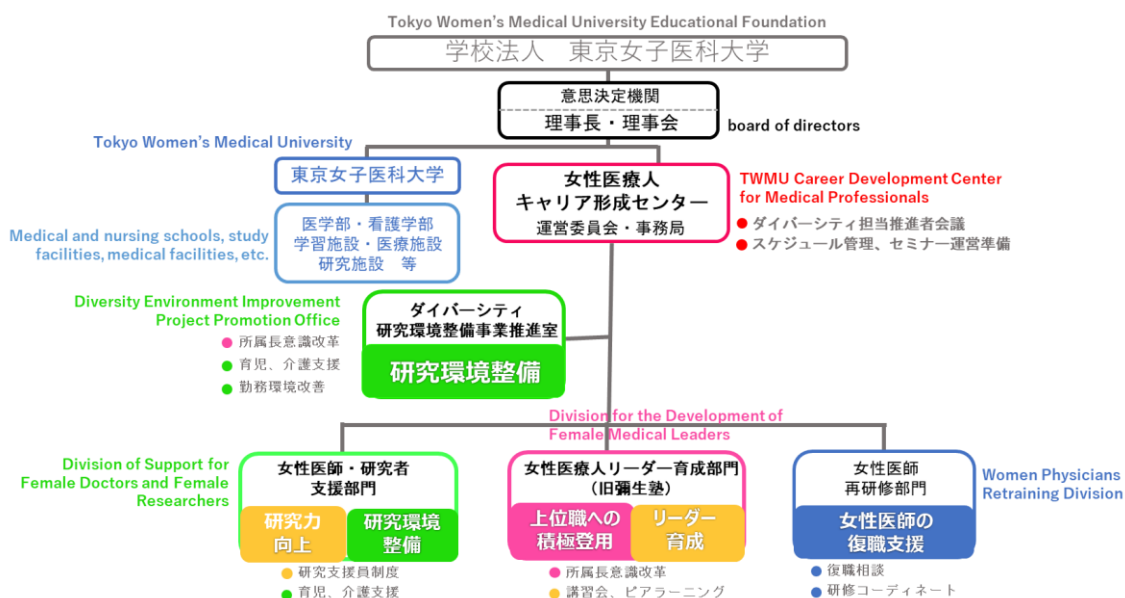 Tokyo Women's Medical University Educational Foundation
学校法人 東京女子医科大学
意思決定機関
理事長・理事会
board of directors
Tokyo Women's Medical University
東京女子医科大学
医学部・看護学部
学習施設・医療施設
研究施設 等
Medical and nursing schools, study
facilities, medical facilities, etc.
女性医療人
キャリア形成センター
運営委員会・事務局
TWMU Career Development Center
for Medical Professionals
ダイバーシティ担当推進者会議
スケジュール管理、セミナー運営準備
Diversity Environment Improvement
Project Promotion Office
所属長意識改革
育児、介護支援
勤務環境改善
ダイバーシティ
研究環境整備事業推進室
研究環境整備
Division of Support for
Female Doctors and Female
Researchers
女性医師・研究者
支援部門
研究力
向上
研究環境
整備
研究支援員制度
育児、介護支援
Division for the Development of
Female Medical Leaders
女性医療人リーダー育成部門
（旧彌生塾）
上位職への
積極登用
リーダー
育成
所属長意識改革
講習会、ピアラーニング
女性医師
再研修部門
女性医師の
復職支援
Women Physicians
Retraining Division
復職相談
研修コーディネート